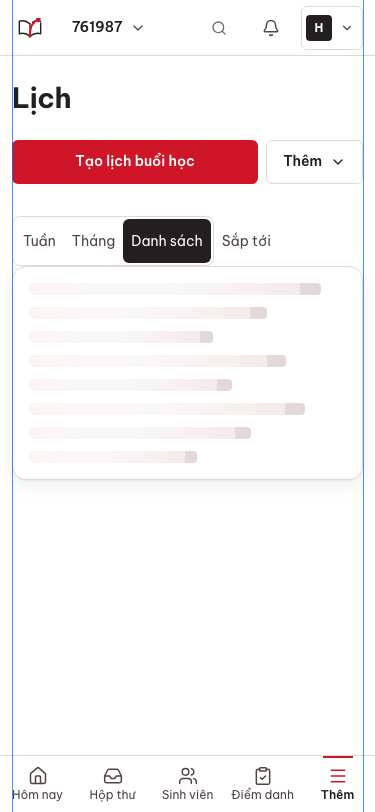 761987
H
Lịch
Tạo lịch buổi học
Thêm
Tuần
Tháng
Danh sách
Sắp tới
Hôm nay
Hộp thư
Sinh viên
Điểm danh
Thêm